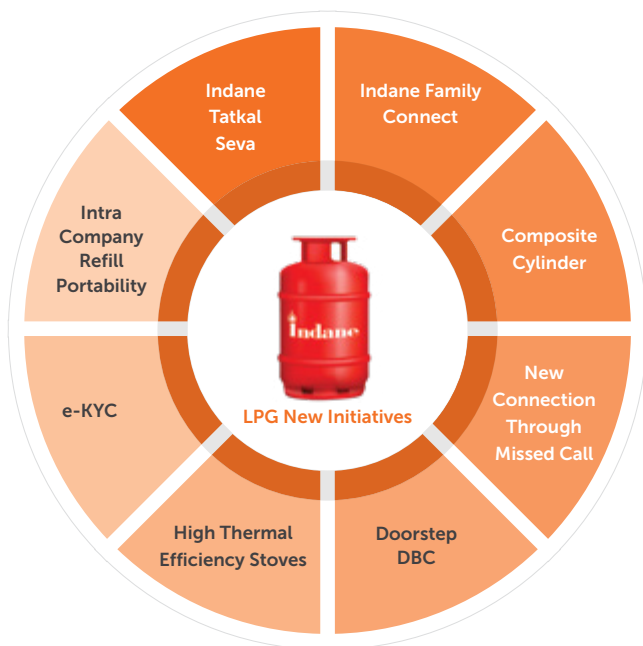 Indane
Tatkal
Seva
Indane Family
Connect
Composite
Cylinder
New
Connection
Through
Missed Call
Doorstep
DBC
High Thermal
Efficiency Stoves
e-KYC
Intra
Company
Refill
Portability
Indane
LPG New Initiatives